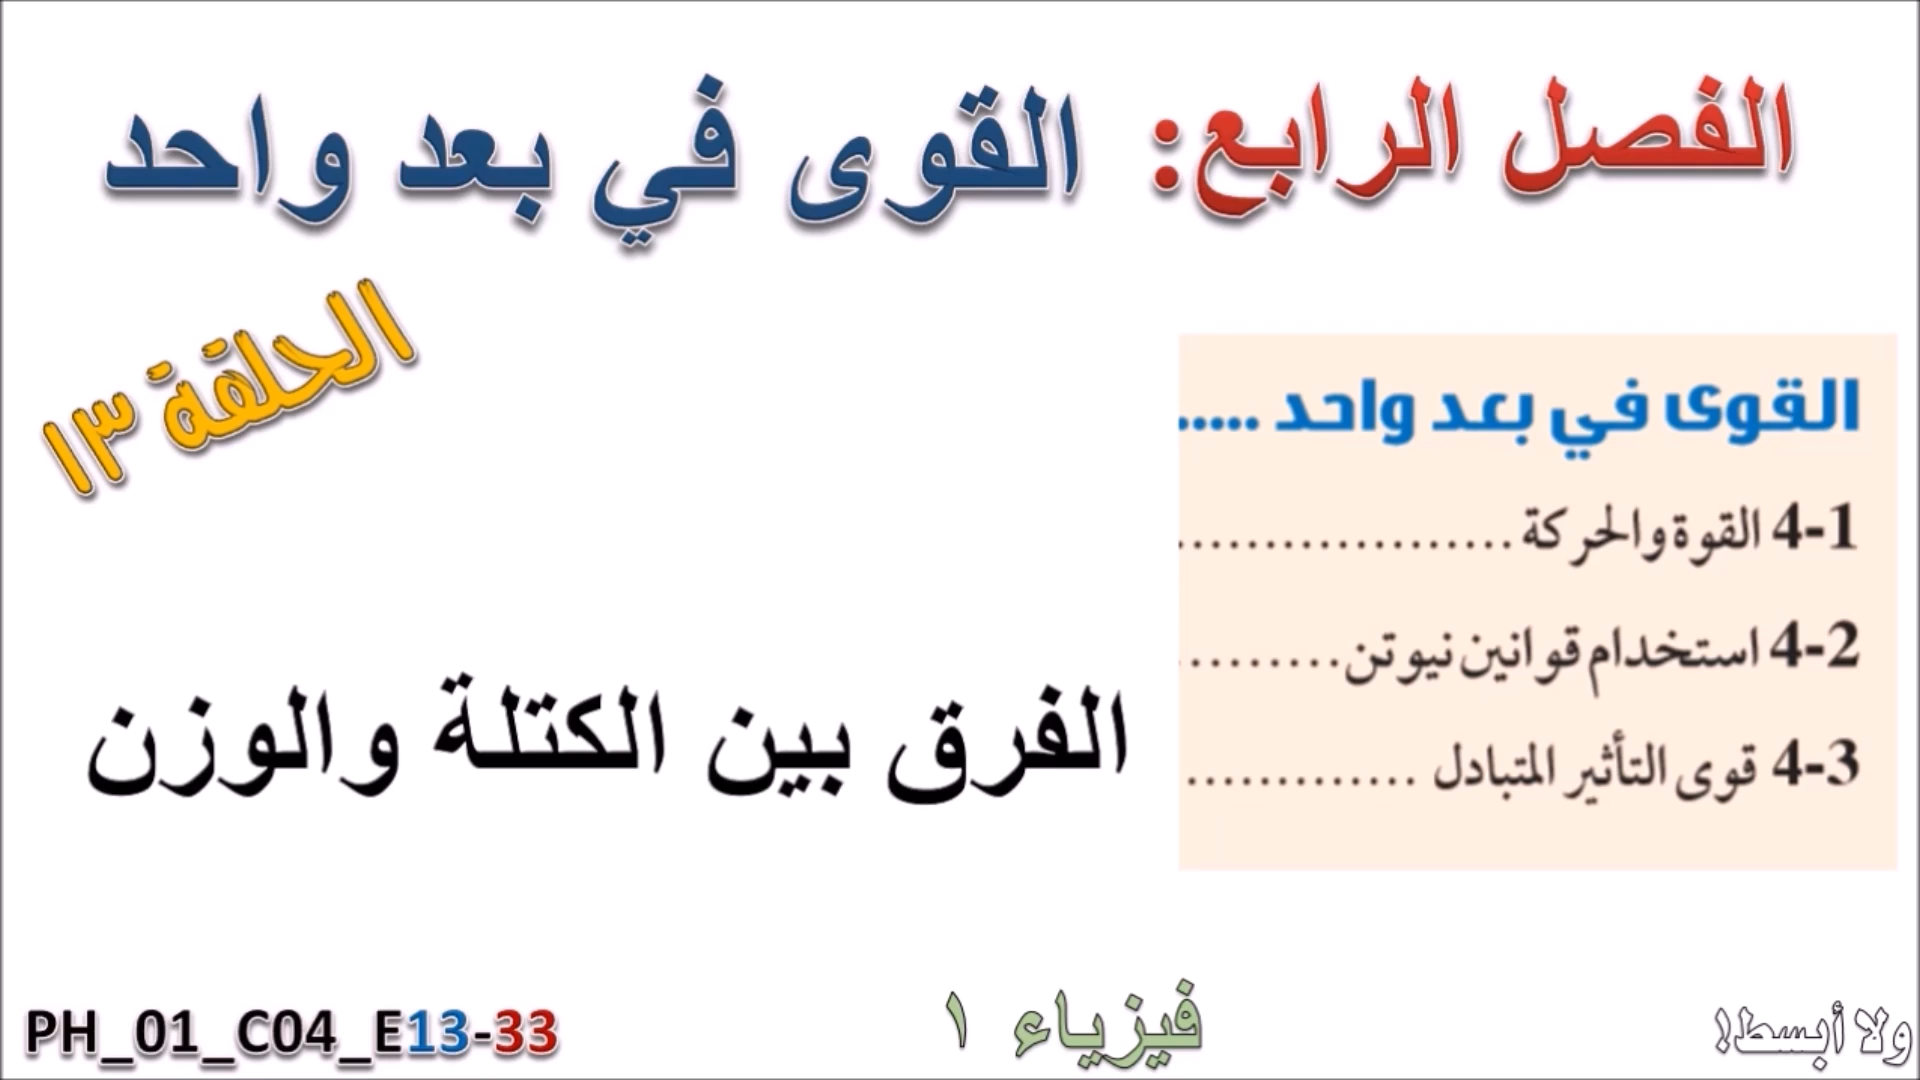 الفصل الرابع: القوى في بعد واحد
الحلقة ١٣
القوى في بعد واحد .....
4-1 القوة والحركة ...................
4-2 استخدام قوانين نيوتن.........
4-3 قوى التأثير المتبادل .............
الفرق بين الكتلة والوزن
PH_01_C04_E13-33
فيزياء ١
ولا أبسط!